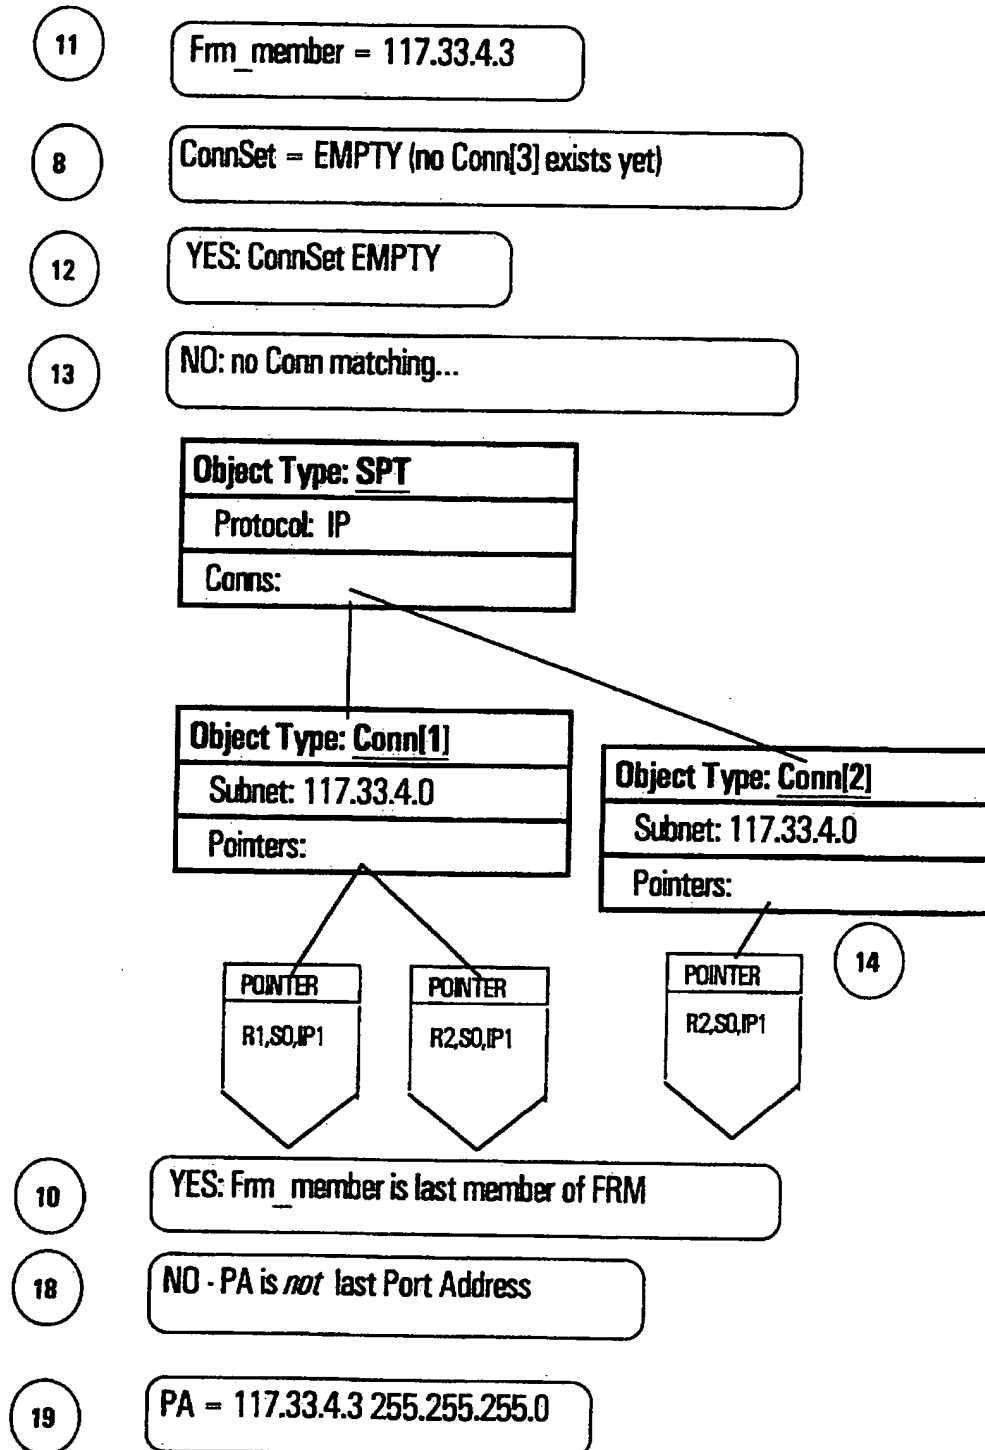 11
Frm_member = 117.33.4.3
8
ConnSet = EMPTY (no Conn[3] exists yet)
12
YES: ConnSet EMPTY
13
NO: no Conn matching...
Object Type: SPT
Protocol: IP
Conns:
Object Type: Conn[1]
Subnet: 117.33.4.0
Pointers:
Object Type: Conn[2]
Subnet: 117.33.4.0
Pointers:
14
POINTER
R1,S0,IP1
POINTER
R2,S0,IP1
POINTER
R2,S0,IP1
10
YES: Frm_member is last member of FRM
18
NO - PA is not last Port Address
19
PA = 117.33.4.3 255.255.255.0